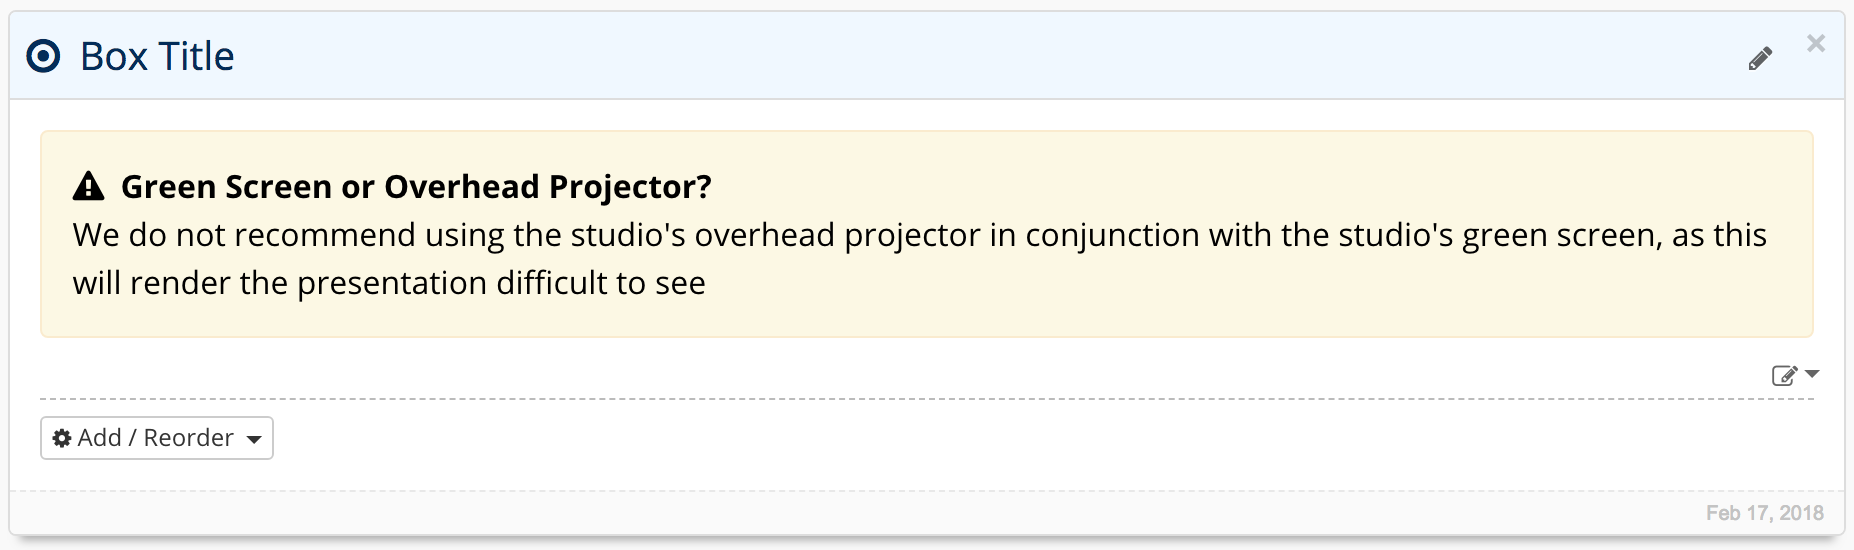 Box Title
Green Screen or Overhead Projector?
We do not recommend using the studio's overhead projector in conjunction with the studio's green screen, as this
will render the presentation difficult to see
Add / Reorder
Feb 17, 2018